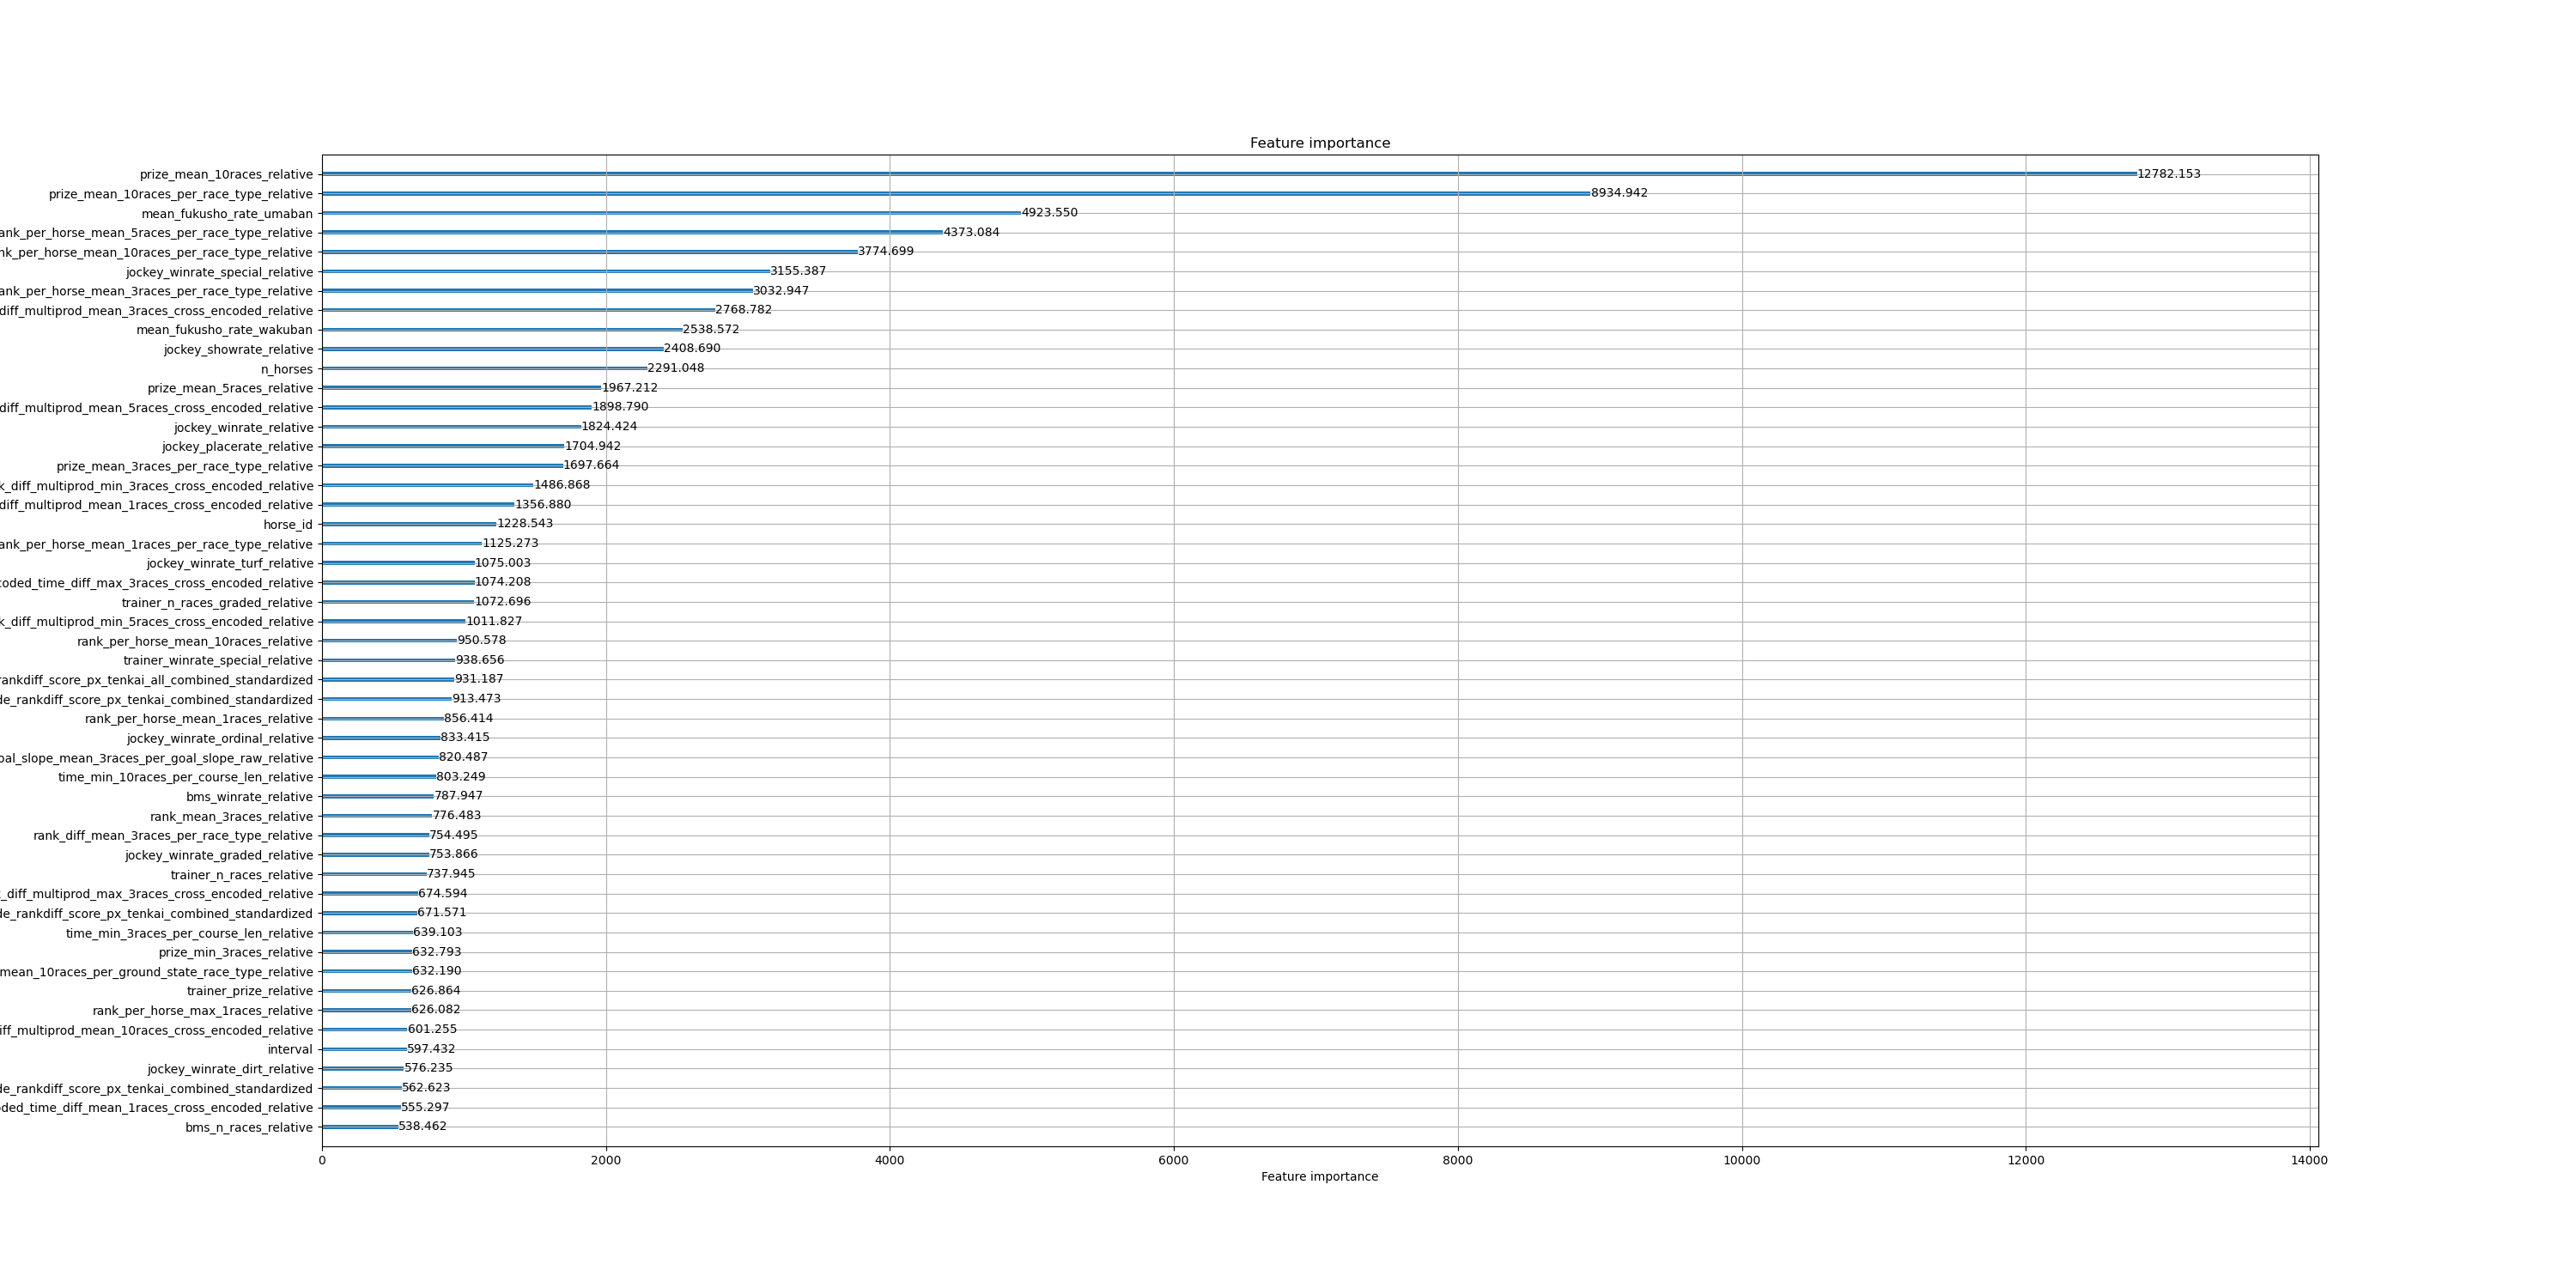 Feature importance
prize_mean_10races_relative 12782.153
prize_mean_10races_per_race_type_relative 8934.942
mean_fukusho_rate_umaban 4923.550
ank_per_horse_mean_5races_per_race_type_relative 4373.084
nk_per_horse_mean_10races_per_race_type_relative 3774.699
jockey_winrate_special_relative 3155.387
ank_per_horse_mean_3races_per_race_type_relative 3032.947
diff_multiprod_mean_3races_cross_encoded_relative 2768.782
mean_fukusho_rate_wakuban 2538.572
jockey_showrate_relative 2408.690
n_horses 2291.048
prize_mean_5races_relative 1967.212
diff_multiprod_mean_5races_cross_encoded_relative 1898.790
jockey_winrate_relative 1824.424
jockey_placerate_relative 1704.942
prize_mean_3races_per_race_type_relative 1697.664
k_diff_multiprod_min_3races_cross_encoded_relative 1486.868
diff_multiprod_mean_1races_cross_encoded_relative 1356.880
horse_id 1228.543
ank_per_horse_mean_1races_per_race_type_relative 1125.273
jockey_winrate_turf_relative 1075.003
coded_time_diff_max_3races_cross_encoded_relative 1074.208
trainer_n_races_graded_relative 1072.696
k_diff_multiprod_min_5races_cross_encoded_relative 1011.827
rank_per_horse_mean_10races_relative 950.578
trainer_winrate_special_relative 938.656
rankdiff_score_px_tenkai_all_combined_standardized 931.187
de_rankdiff_score_px_tenkai_combined_standardized 913.473
rank_per_horse_mean_1races_relative 856.414
jockey_winrate_ordinal_relative 833.415
oal_slope_mean_3races_per_goal_slope_raw_relative 820.487
time_min_10races_per_course_len_relative 803.249
bms_winrate_relative 787.947
rank_mean_3races_relative 776.483
rank_diff_mean_3races_per_race_type_relative 754.495
jockey_winrate_graded_relative 753.866
trainer_n_races_relative 737.945
_diff_multiprod_max_3races_cross_encoded_relative 674.594
de_rankdiff_score_px_tenkai_combined_standardized 671.571
time_min_3races_per_course_len_relative 639.103
prize_min_3races_relative 632.793
mean_10races_per_ground_state_race_type_relative 632.190
trainer_prize_relative 626.864
rank_per_horse_max_1races_relative 626.082
iff_multiprod_mean_10races_cross_encoded_relative 601.255
interval 597.432
jockey_winrate_dirt_relative 576.235
de_rankdiff_score_px_tenkai_combined_standardized 562.623
ded_time_diff_mean_1races_cross_encoded_relative 555.297
bms_n_races_relative 538.462
0 2000 4000 6000 8000 10000 12000 14000
Feature importance